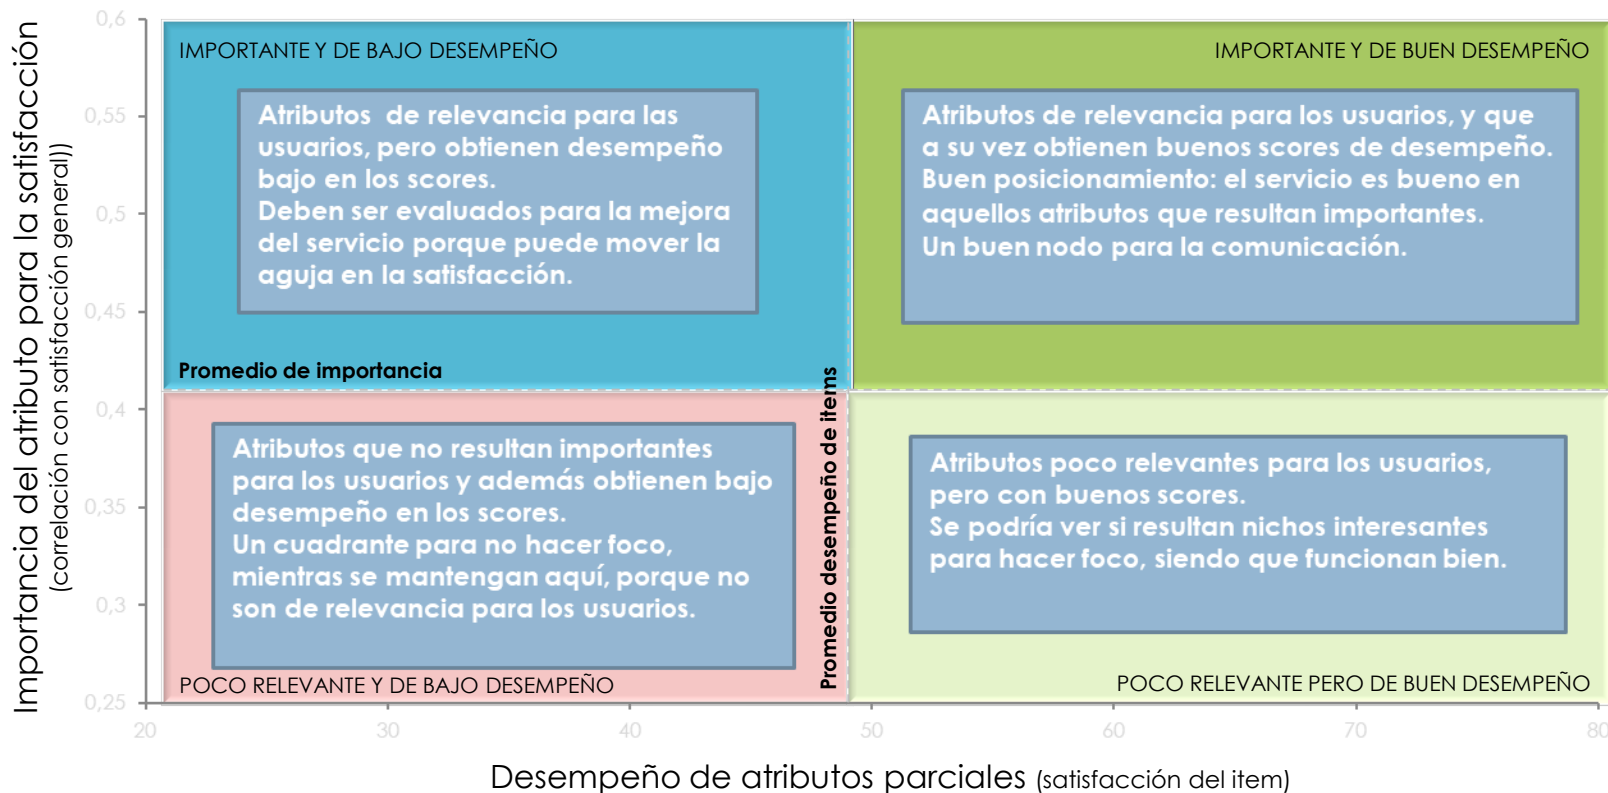 Importancia del atributo para la satisfacción
(correlación con satisfacción general))
0,6
0,55
0,5
0,45
0,4
0,35
0,3
0,25
IMPORTANTE Y DE BAJO DESEMPEÑO
Atributos de relevancia para las
usuarios, pero obtienen desempeño
bajo en los scores.
Deben ser evaluados para la mejora
del servicio porque puede mover la
aguja en la satisfacción.
Promedio de importancia
IMPORTANTE Y DE BUEN DESEMPEÑO
Atributos de relevancia para los usuarios, y que
a su vez obtienen buenos scores de desempeño.
Buen posicionamiento: el servicio es bueno en
aquellos atributos que resultan importantes.
Un buen nodo para la comunicación.
Atributos que no resultan importantes
para los usuarios y además obtienen bajo
desempeño en los scores.
Un cuadrante para no hacer foco,
mientras se mantengan aquí, porque no
son de relevancia para los usuarios.
POCO RELEVANTE Y DE BAJO DESEMPEÑO
Promedio desempeño de items
Atributos poco relevantes para los usuarios,
pero con buenos scores.
Se podría ver si resultan nichos interesantes
para hacer foco, siendo que funcionan bien.
POCO RELEVANTE PERO DE BUEN DESEMPEÑO
20
30
40
50
60
70
80
Desempeño de atributos parciales (satisfacción del item)